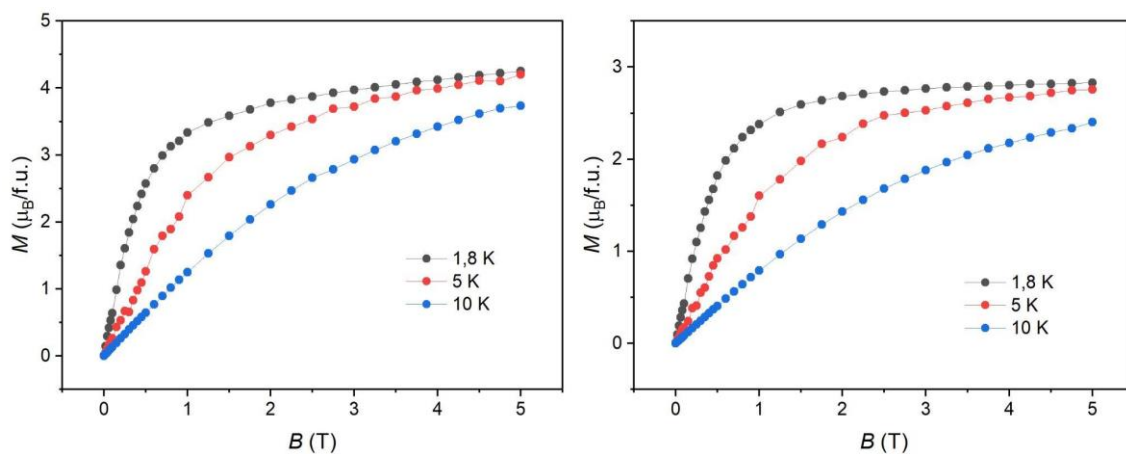 5
4
3
2
1
0
M (μB/f.u.)
1,8 K
5 K
10 K
0 1 2 3 4 5
B (T)
3
2
1
0
M (μB/f.u.)
1,8 K
5 K
10 K
0 1 2 3 4 5
B (T)